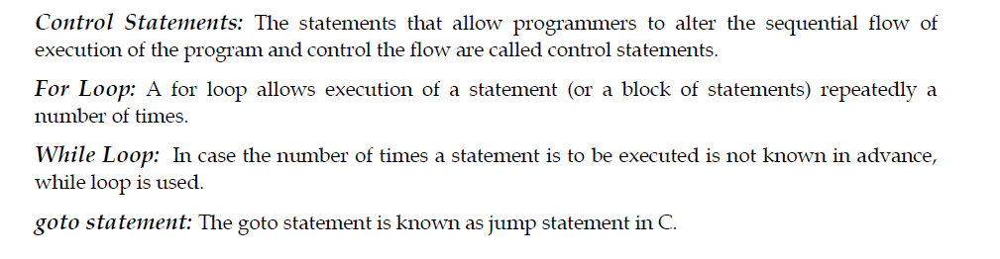 Control Statements: The statements that allow programmers to alter the sequential flow of
execution of the program and control the flow are called control statements.
For Loop: A for loop allows execution of a statement (or a block of statements) repeatedly a
number of times.
While Loop: In case the number of times a statement is to be executed is not known in advance,
while loop is used.
goto statement: The goto statement is known as jump statement in C.